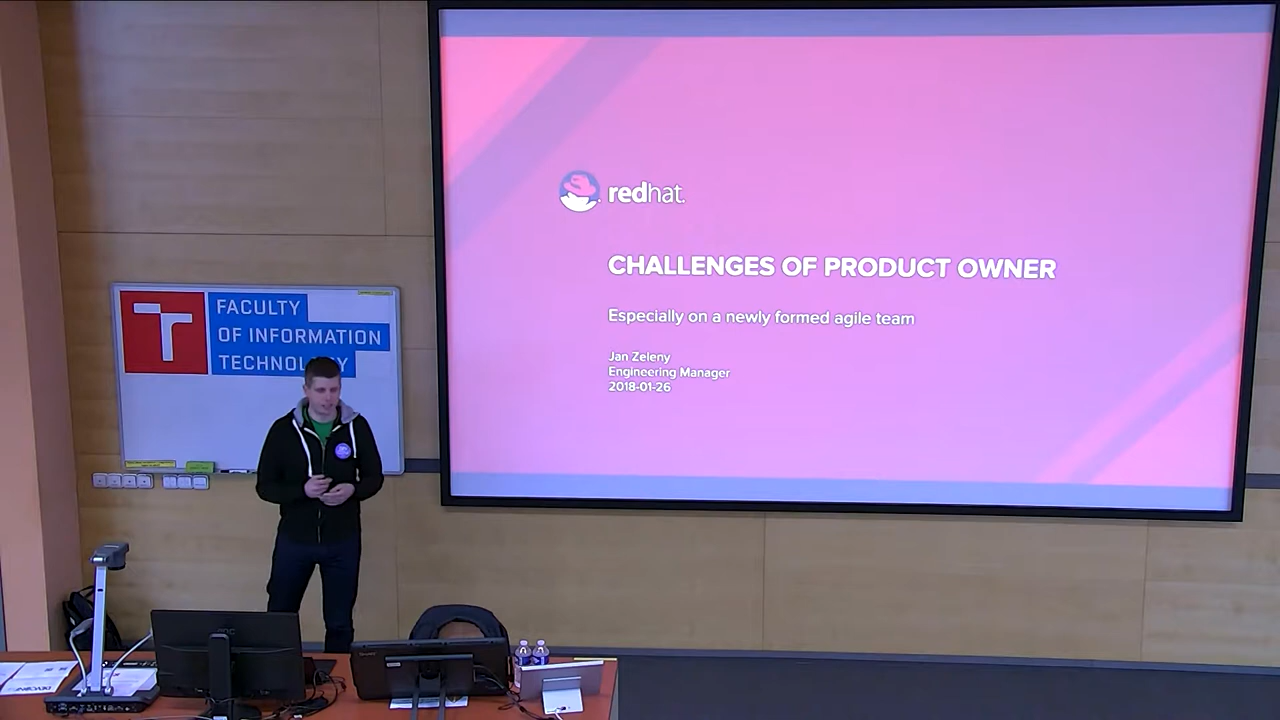 redhat.
CHALLENGES OF PRODUCT OWNER
Especially on a newly formed agile team
Jan Zeleny
Engineering Manager
2018-01-26
FACULTY
OF INFORMATION
TECHNOLOGY